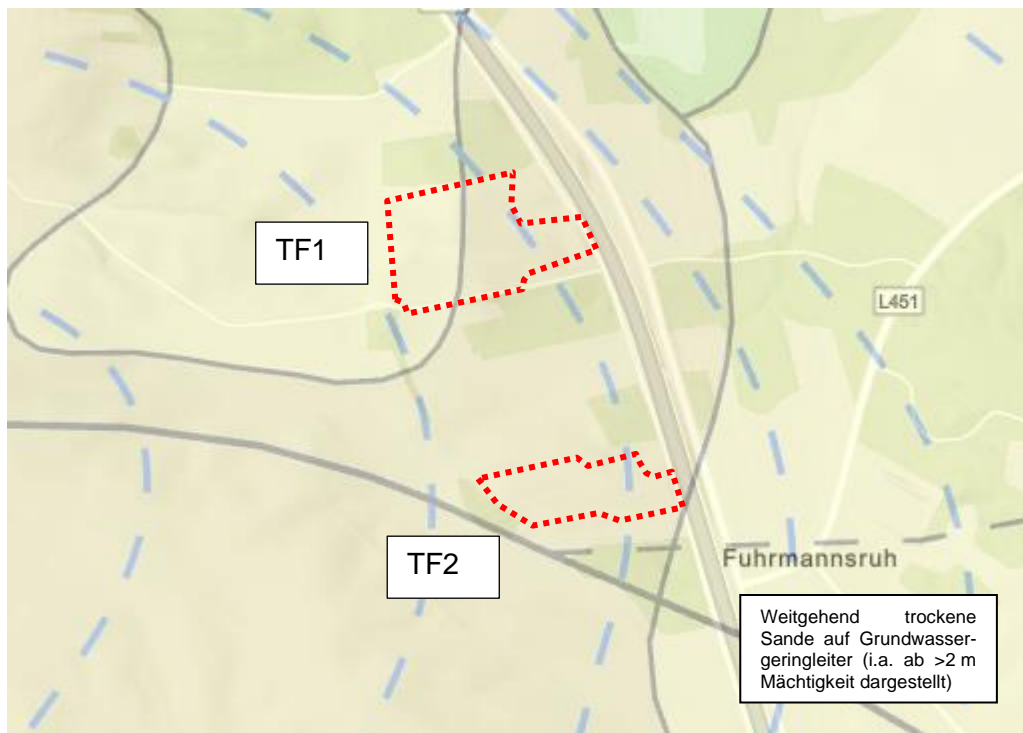 TF1
L451
TF2
Fuhrmannsruh
Weitgehend trockene
Sande auf Grundwasser-
geringleiter (i.a. ab >2 m
Mächtigkeit dargestellt)